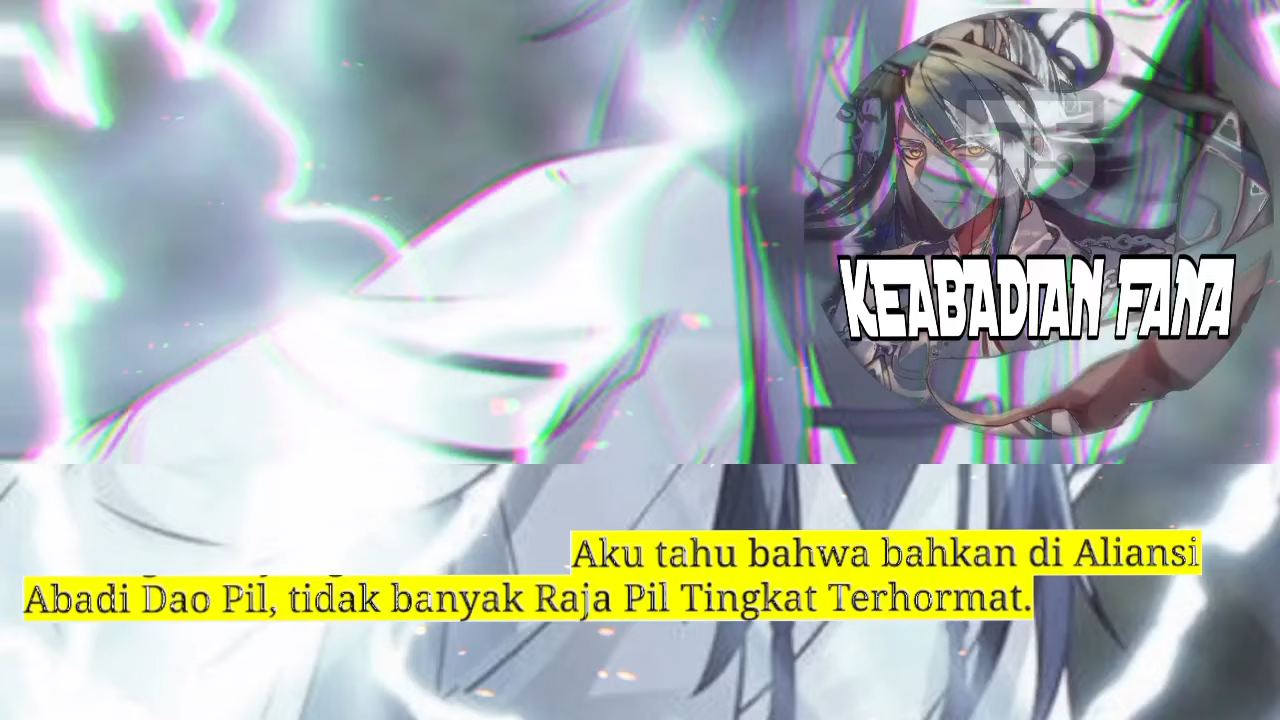 KEABADIAN FANA
Aku tahu bahwa bahkan di Aliansi
Abadi Dao Pil, tidak banyak Raja Pil Tingkat Terhormat.